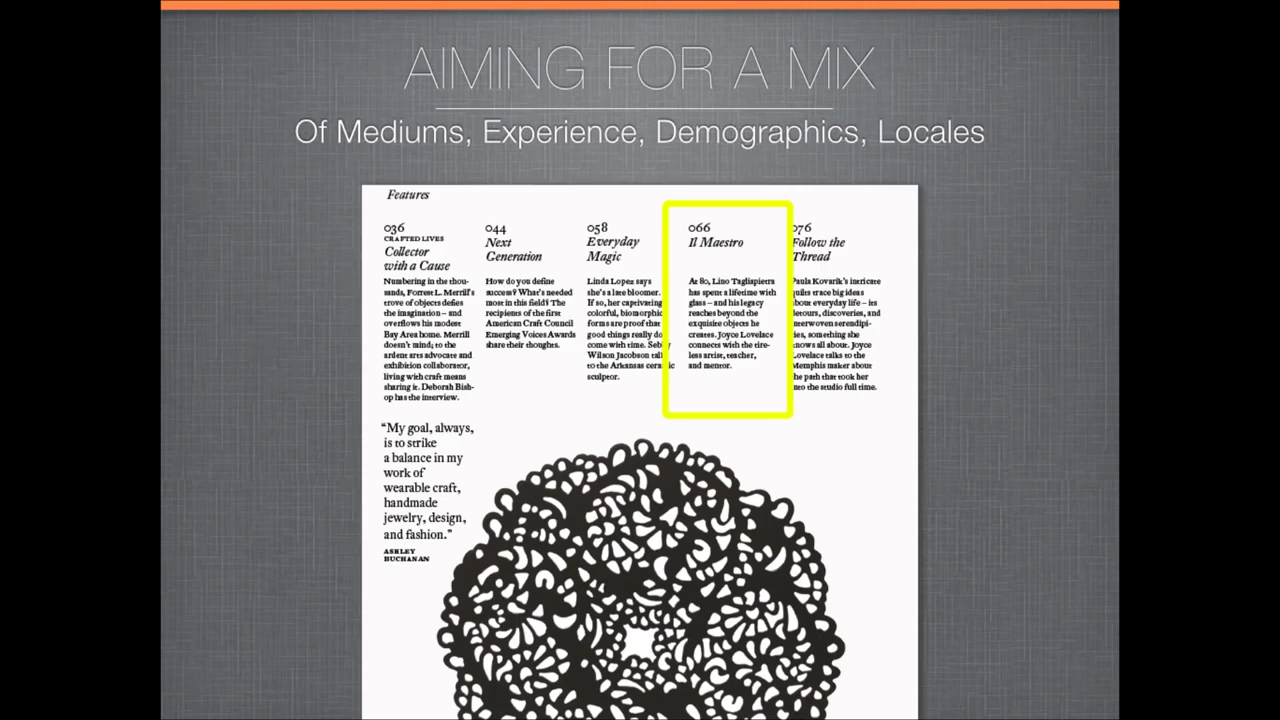 AIMING FOR A MIX
Of Mediums, Experience, Demographics, Locales
Features
036
CRAFTED LIVES
Collector
with a Cause
Numbering in the thou-
sands, Forrest L. Merrill's
trove of objects defies
the imagination – and
overflows his modest
Bay Area home. Merrill
doesn't mind; to the
ardent arts advocate and
exhibition collaborator,
living with craft means
sharing it. Deborah Bish-
op has the interview.
"My goal, always,
is to strike
a balance in my
work of
wearable craft,
handmade
jewelry, design,
and fashion."
ASHLEY
BUCHANAN
044
Next
Generation
How do you define
success? What's needed
most in this field? The
recipients of the first
American Craft Council
Emerging Voices Awards
share their thoughts.
058
Everyday
Magic
Linda Lopez says
she's a late bloomer.
If so, her captivating
colorful, biomorphic
forms are proof that
good things really do
come with time.
Wilson Jacobson
to the Arkansas ceramic
sculptor.
066
Il Maestro
At 80, Lino Tagliapietra
has spent a lifetime with
glass – and his legacy
reaches beyond the
exquisite objects he
creates. Joyce Lovelace
connects with the tire-
less artist, teacher,
and mentor.
076
Follow the
Thread
Paula Kovarik's intricate
quilts trace big ideas
about everyday life – its
detours, discoveries, and
interwoven serendipi-
ties, something she
knows all about. Joyce
Lovelace talks to the
Memphis maker about
the path that took her
into the studio full time.